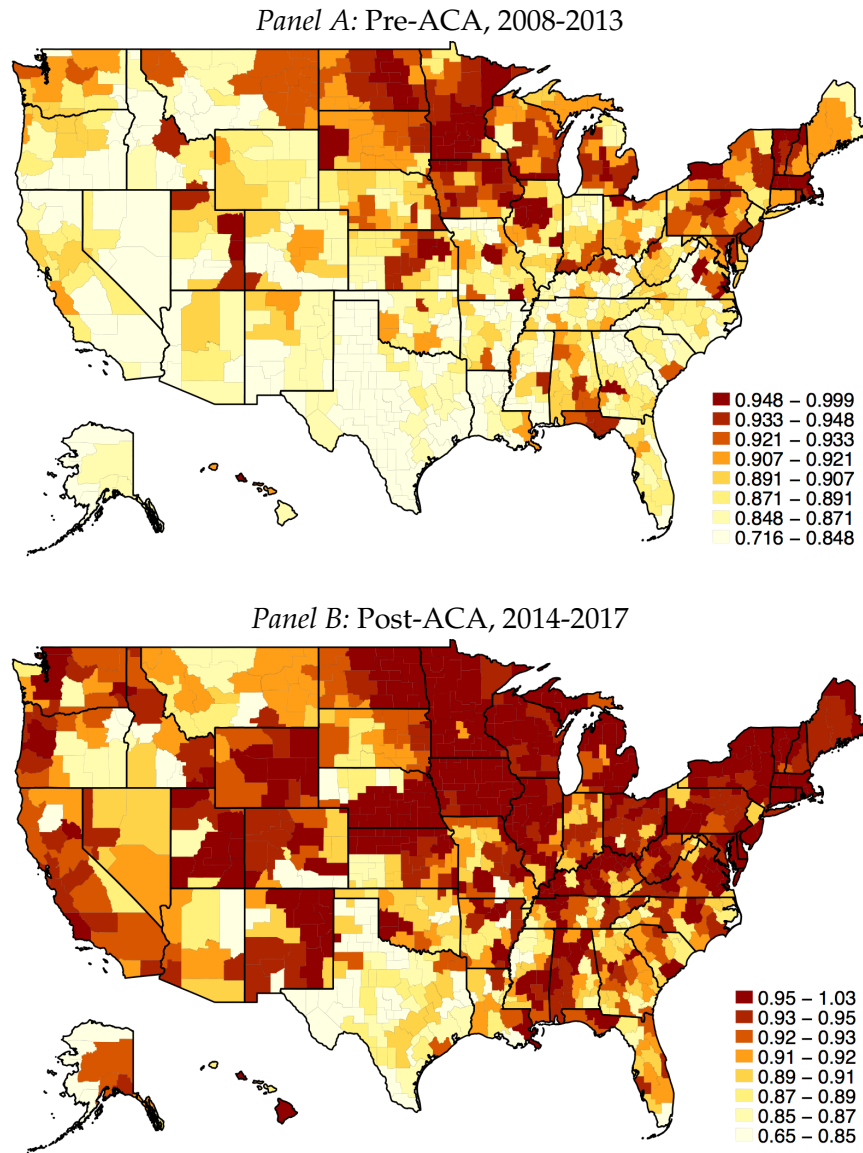 Panel A: Pre-ACA, 2008-2013
0.948 – 0.999
0.933 – 0.948
0.921 – 0.933
0.907 – 0.921
0.891 – 0.907
0.871 – 0.891
0.848 – 0.871
0.716 – 0.848
Panel B: Post-ACA, 2014-2017
0.95 – 1.03
0.93 – 0.95
0.92 – 0.93
0.91 – 0.92
0.89 – 0.91
0.87 – 0.89
0.85 – 0.87
0.65 – 0.85